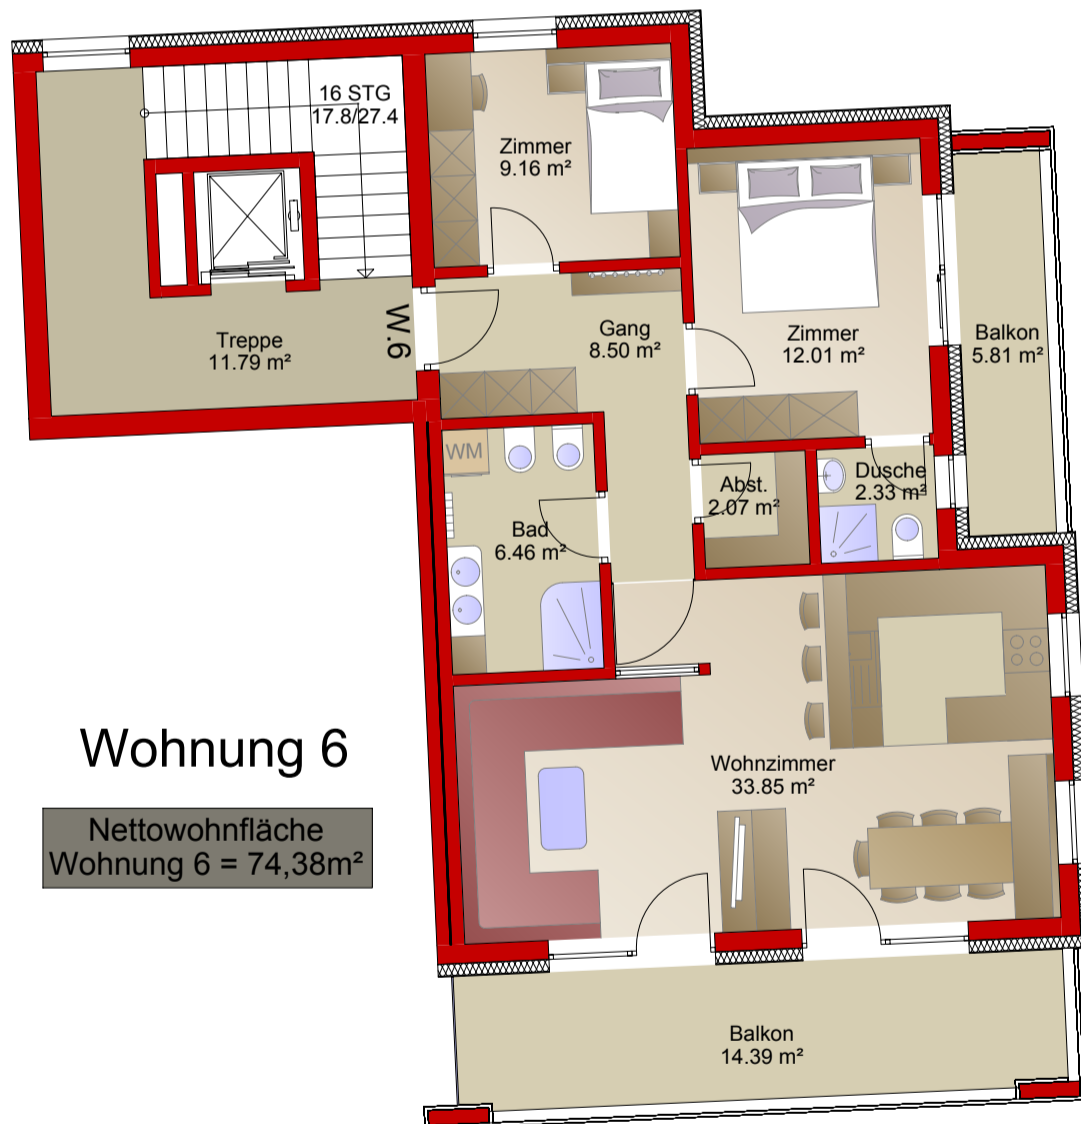 16 STG
17.8/27.4
Zimmer
9.16 m²
Treppe
11.79 m²
W.6
Gang
8.50 m²
Zimmer
12.01 m²
Balkon
5.81 m²
WM
Bad
6.46 m²
Abst.
2.07 m²
Dusche
2.33 m²
Wohnung 6
Nettowohnfläche
Wohnung 6 = 74,38m²
Wohnzimmer
33.85 m²
Balkon
14.39 m²